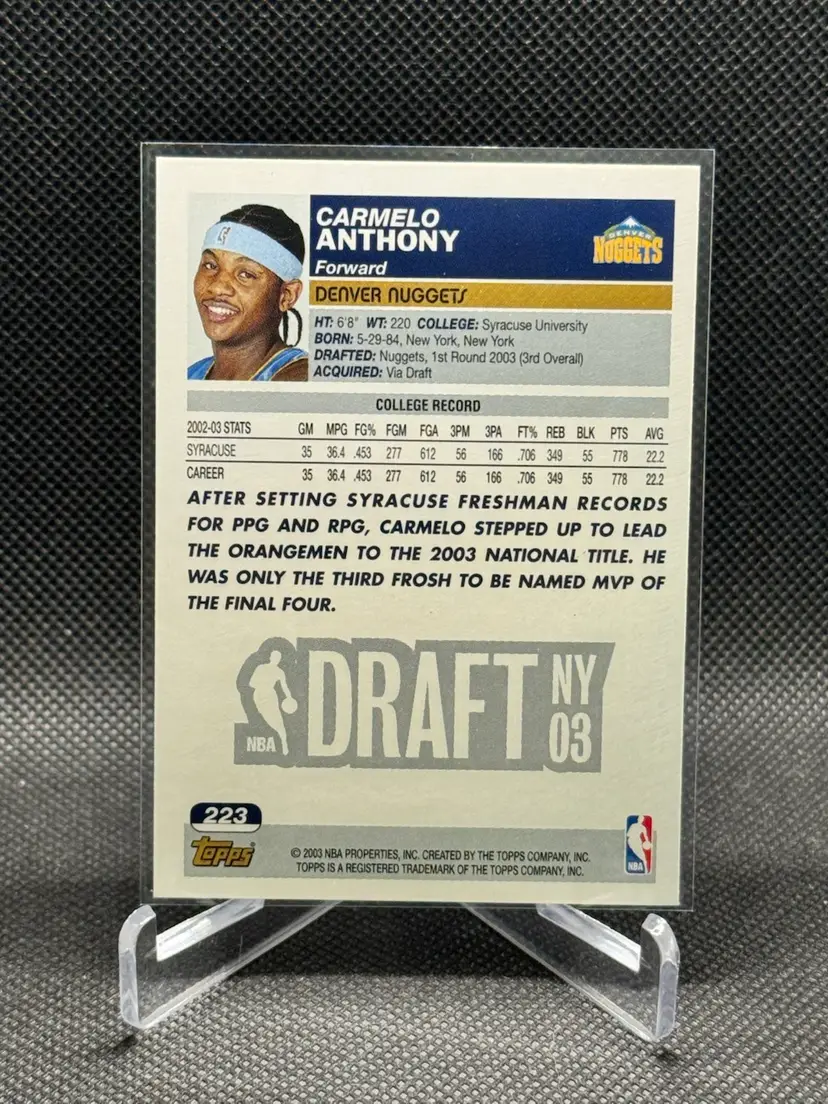 CARMELO
ANTHONY
DENVER
NUGGETS
Forward
DENVER NUGGETS
HT: 6'8" WT: 220 COLLEGE: Syracuse University
BORN: 5-29-84, New York, New York
DRAFTED: Nuggets, 1st Round 2003 (3rd Overall)
ACQUIRED: Via Draft
COLLEGE RECORD
2002-03 STATS GM MPG FG% FGM FGA 3PM 3PA FT% REB BLK PTS AVG
SYRACUSE 35 36.4 .453 277 612 56 166 .706 349 55 778 22.2
CAREER 35 36.4 .453 277 612 56 166 .706 349 55 778 22.2
AFTER SETTING SYRACUSE FRESHMAN RECORDS
FOR PPG AND RPG, CARMELO STEPPED UP TO LEAD
THE ORANGEMEN TO THE 2003 NATIONAL TITLE. HE
WAS ONLY THE THIRD FROSH TO BE NAMED MVP OF
THE FINAL FOUR.
NBA DRAFT NY
03
223
Topps
© 2003 NBA PROPERTIES, INC. CREATED BY THE TOPPS COMPANY, INC.
TOPPS IS A REGISTERED TRADEMARK OF THE TOPPS COMPANY, INC.
NBA